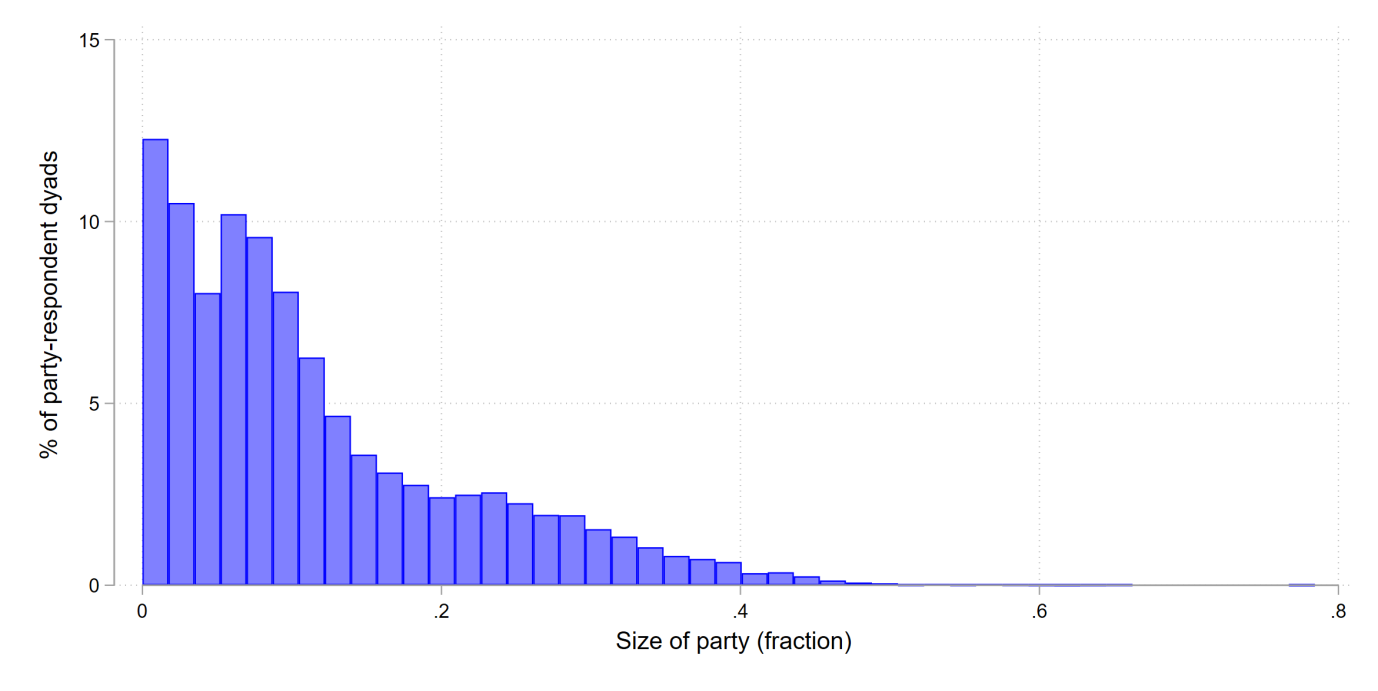 % of party-respondent dyads
15
10
5
0
0 .2 .4 .6 .8
Size of party (fraction)